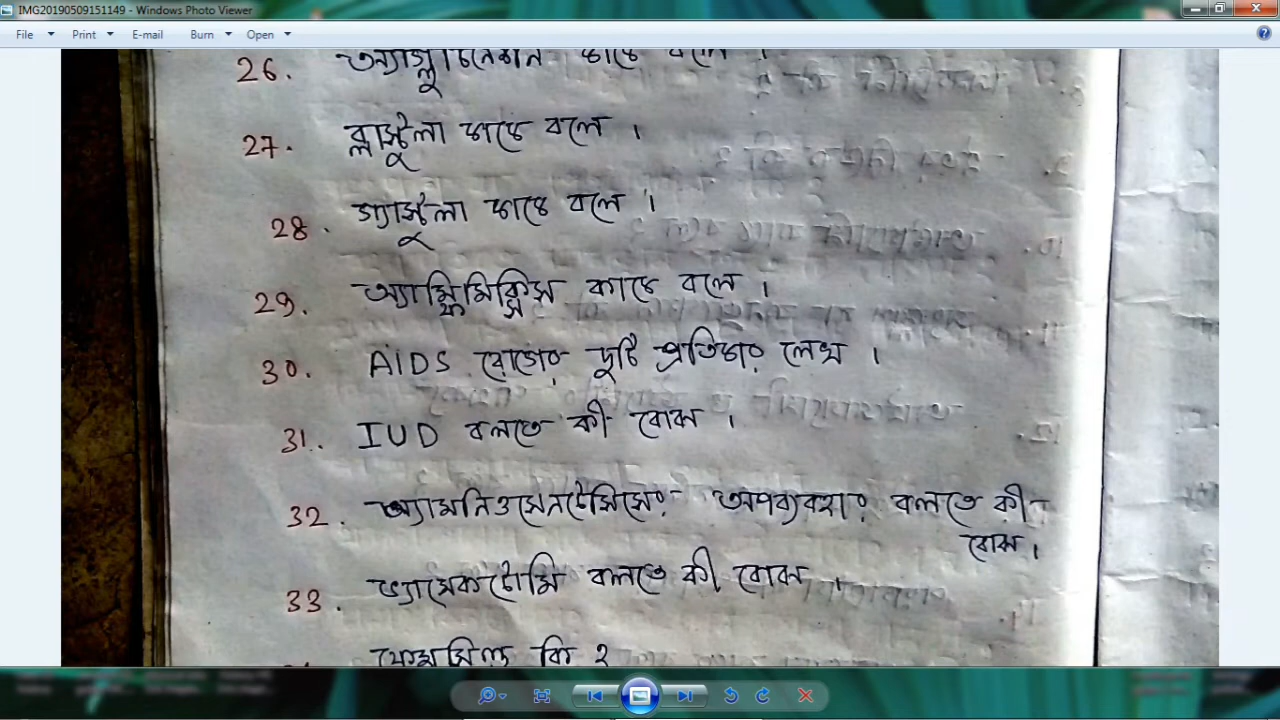 IMG20190509151149 - Windows Photo Viewer
File Print E-mail Burn Open
26. কাকে বলে ।
27. ব্লাস্টুলা কাকে বলে ।
28. গ্যাস্টুলা কাকে বলে ।
29. অ্যাম্ফিমিক্সিস কাকে বলে ।
30. AIDS রোগের দুটি প্রতিকার লেখ ।
31. IUD বলতে কী বোঝ ।
32. অ্যামনিওসেনটেসিসের অপব্যবহার বলতে কী
বোঝ ।
33. ভ্যাসেকটোমি বলতে কী বোঝ ।
কি ?